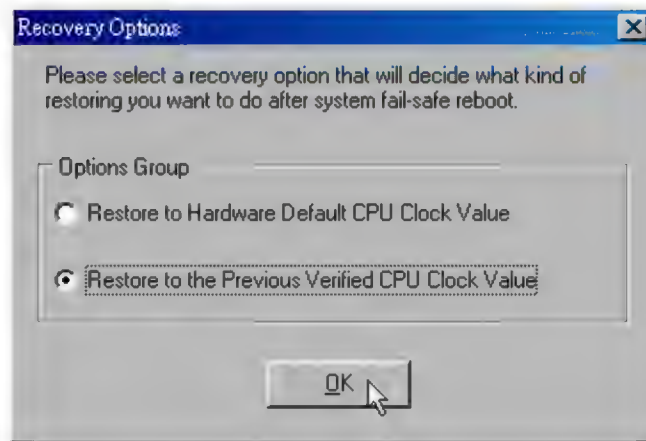 Recovery Options
Please select a recovery option that will decide what kind of
restoring you want to do after system fail-safe reboot.
Options Group
Restore to Hardware Default CPU Clock Value
Restore to the Previous Verified CPU Clock Value
OK